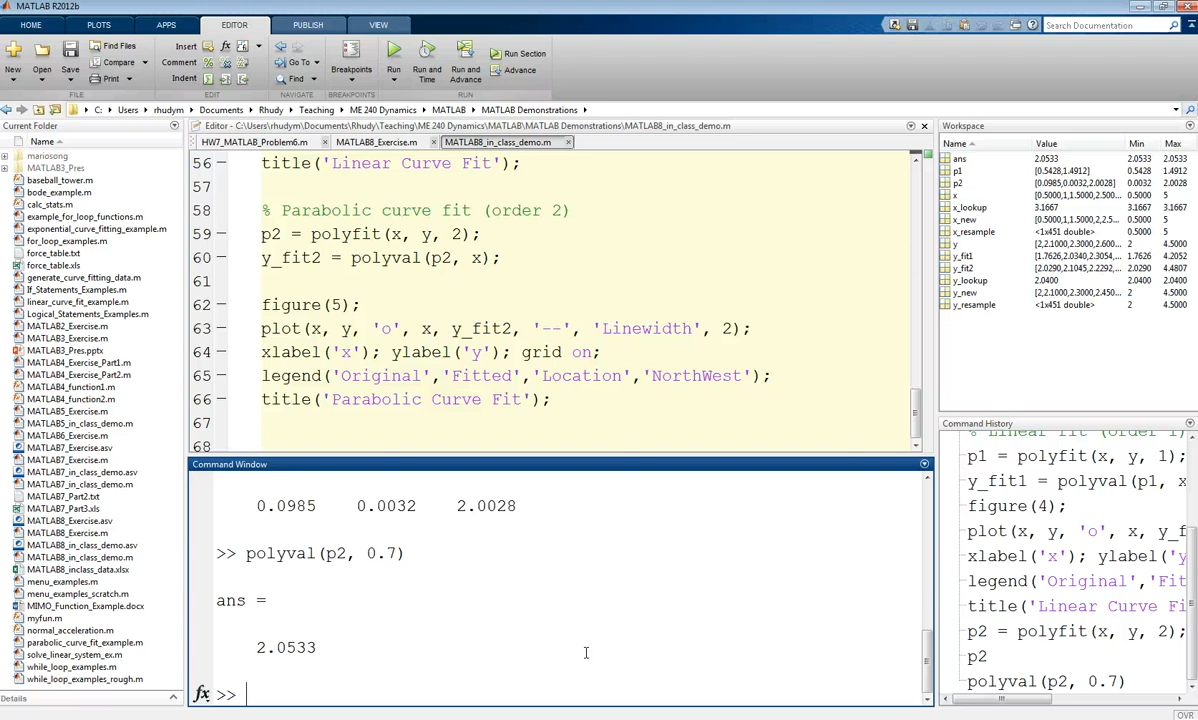 MATLAB R2012b
HOME PLOTS APPS EDITOR PUBLISH VIEW Search Documentation
New Open Save Find Files Compare Print
Insert Comment Indent
Go To Find
Breakpoints Run Run and Time Run and Advance Run Section Advance
FILE EDIT NAVIGATE BREAKPOINTS RUN
C: Users rhudym Documents Rhudy Teaching ME 240 Dynamics MATLAB MATLAB Demonstrations
Current Folder
Name
mariosong
MATLAB3_Pres
baseball_tower.m
bode_example.m
calc_stats.m
example_for_loop_functions.m
exponential_curve_fitting_example.m
for_loop_examples.m
force_table.txt
force_table.xls
generate_curve_fitting_data.m
If_Statements_Examples.m
linear_curve_fit_example.m
Logical_Statements_Examples.m
MATLAB2_Exercise.m
MATLAB3_Exercise.m
MATLAB3_Pres.pptx
MATLAB4_Exercise_Part1.m
MATLAB4_Exercise_Part2.m
MATLAB4_function1.m
MATLAB4_function2.m
MATLAB5_Exercise.m
MATLAB5_in_class_demo.m
MATLAB6_Exercise.m
MATLAB7_Exercise.asv
MATLAB7_Exercise.m
MATLAB7_in_class_demo.asv
MATLAB7_in_class_demo.m
MATLAB7_Part2.txt
MATLAB7_Part3.xls
MATLAB8_Exercise.asv
MATLAB8_Exercise.m
MATLAB8_in_class_demo.asv
MATLAB8_in_class_demo.m
MATLAB8_inclass_data.xlsx
menu_examples.m
menu_examples_scratch.m
MIMO_Function_Example.docx
myfun.m
normal_acceleration.m
parabolic_curve_fit_example.m
solve_linear_system_ex.m
while_loop_examples.m
while_loop_examples_rough.m
Details
Editor - C:\Users\rhudym\Documents\Rhudy\Teaching\ME 240 Dynamics\MATLAB\MATLAB Demonstrations\MATLAB8_in_class_demo.m
HW7_MATLAB_Problem6.m MATLAB8_Exercise.m MATLAB8_in_class_demo.m
56 title('Linear Curve Fit');
57
58 % Parabolic curve fit (order 2)
59 p2 = polyfit(x, y, 2);
60 y_fit2 = polyval(p2, x);
61
62 figure(5);
63 plot(x, y, 'o', x, y_fit2, '--', 'Linewidth', 2);
64 xlabel('x'); ylabel('y'); grid on;
65 legend('Original','Fitted','Location','NorthWest');
66 title('Parabolic Curve Fit');
67
68
Command Window
0.0985 0.0032 2.0028
>> polyval(p2, 0.7)
ans =
2.0533
fx >>
Workspace
Name Value Min Max
ans 2.0533 2.0533 2.0533
p1 [0.5428,1.4912] 0.5428 1.4912
p2 [0.0985,0.0032,2.0028] 0.0032 2.0028
x [0.5000,1,1.5000,2.500... 0.5000 5
x_lookup 3.1667 3.1667 3.1667
x_new [0.5000,1,1.5000,2,2.5... 0.5000 5
x_resample <1x451 double> 0.5000 5
y [2,2.1000,2.3000,2.600... 2 4.5000
y_fit1 [1.7626,2.0340,2.3054,... 1.7626 4.2052
y_fit2 [2.0290,2.1045,2.2292,... 2.0290 4.4807
y_lookup 2.0400 2.0400 2.0400
y_new [2,2.1000,2.3000,2.450... 2 4.5000
y_resample <1x451 double> 2 4.5000
Command History
% Linear fit (order 1)
p1 = polyfit(x, y, 1);
y_fit1 = polyval(p1, x
figure(4);
plot(x, y, 'o', x, y_f
xlabel('x'); ylabel('y
legend('Original','Fit
title('Linear Curve Fi
p2 = polyfit(x, y, 2);
p2
polyval(p2, 0.7)
OVR